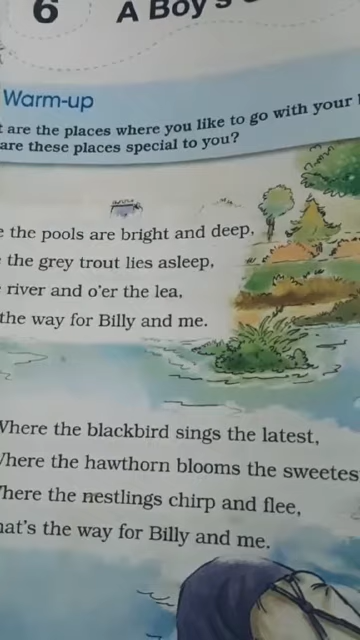 6 A Boy's
Warm-up
are the places where you like to go with your
are these places special to you?
the pools are bright and deep,
the grey trout lies asleep,
river and o'er the lea,
the way for Billy and me.
Where the blackbird sings the latest,
Where the hawthorn blooms the sweetes
Where the nestlings chirp and flee,
hat's the way for Billy and me.